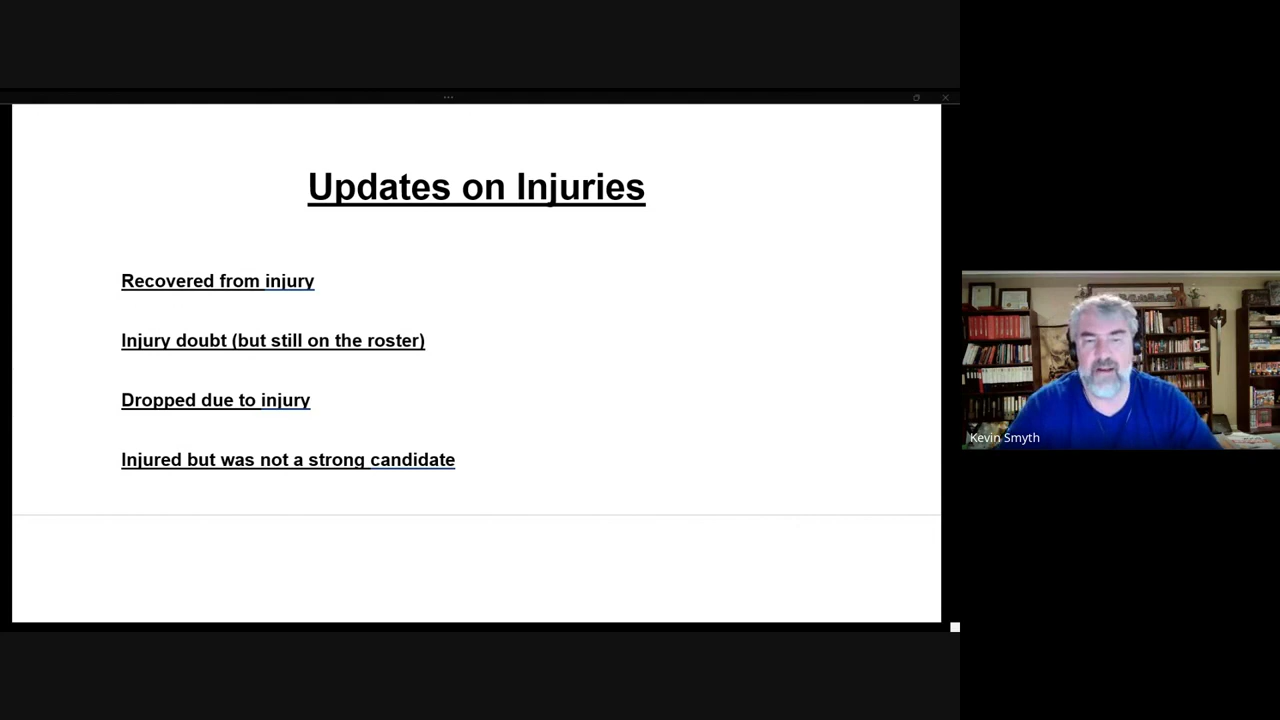 Updates on Injuries
Recovered from injury
Injury doubt (but still on the roster)
Dropped due to injury
Injured but was not a strong candidate
Kevin Smyth